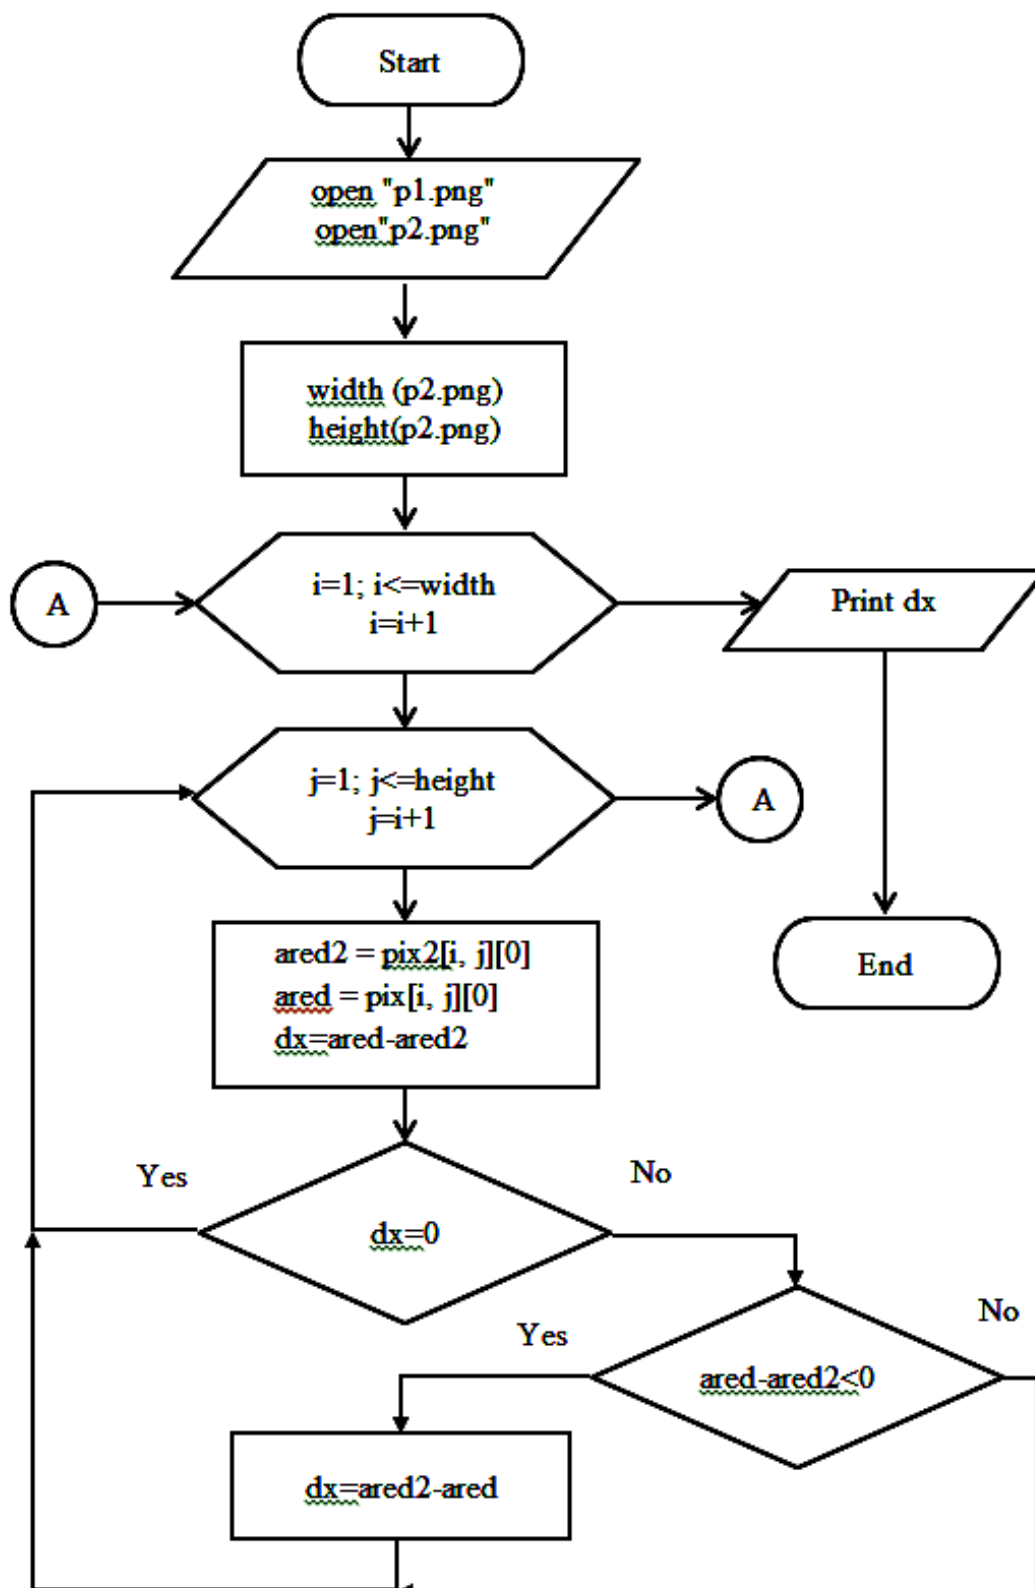 Start
open "p1.png"
open"p2.png"
width (p2.png)
height(p2.png)
A
i=1; i<=width
i=i+1
Print dx
j=1; j<=height
j=i+1
A
ared2 = pix2[i, j][0]
ared = pix[i, j][0]
dx=ared-ared2
End
Yes
No
dx=0
Yes
No
ared-ared2<0
dx=ared2-ared